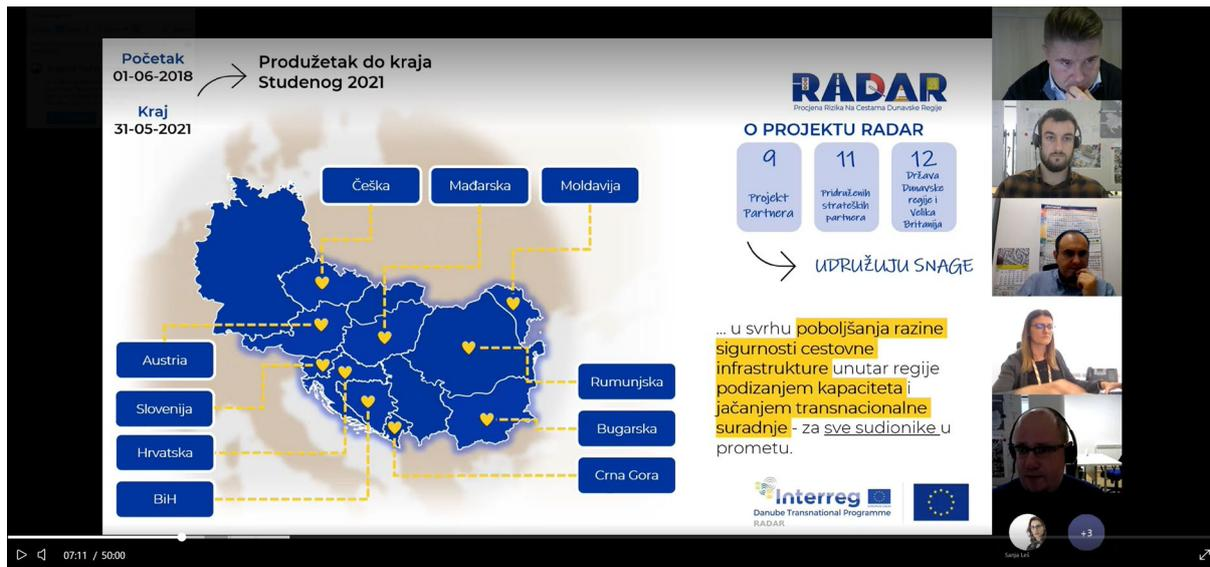 Početak
01-06-2018
Kraj
31-05-2021
Produžetak do kraja
Studenog 2021
Češka
Mađarska
Moldavija
Austria
Slovenija
Hrvatska
BiH
Rumunjska
Bugarska
Crna Gora
RADAR
Procjena Rizika Na Cestama Dunavske Regije
O PROJEKTU RADAR
9
Projekt
Partnera
11
Pridruženih
strateških
partnera
12
Država
Dunavske
regije i
Velika
Britanija
UDRUŽUJU SNAGE
... u svrhu poboljšanja razine
sigurnosti cestovne
infrastrukture unutar regije
podizanjem kapaciteta i
jačanjem transnacionalne
suradnje - za sve sudionike u
prometu.
Interreg
Danube Transnational Programme
RADAR
Sanja Leš
+3
07:11 / 50:00